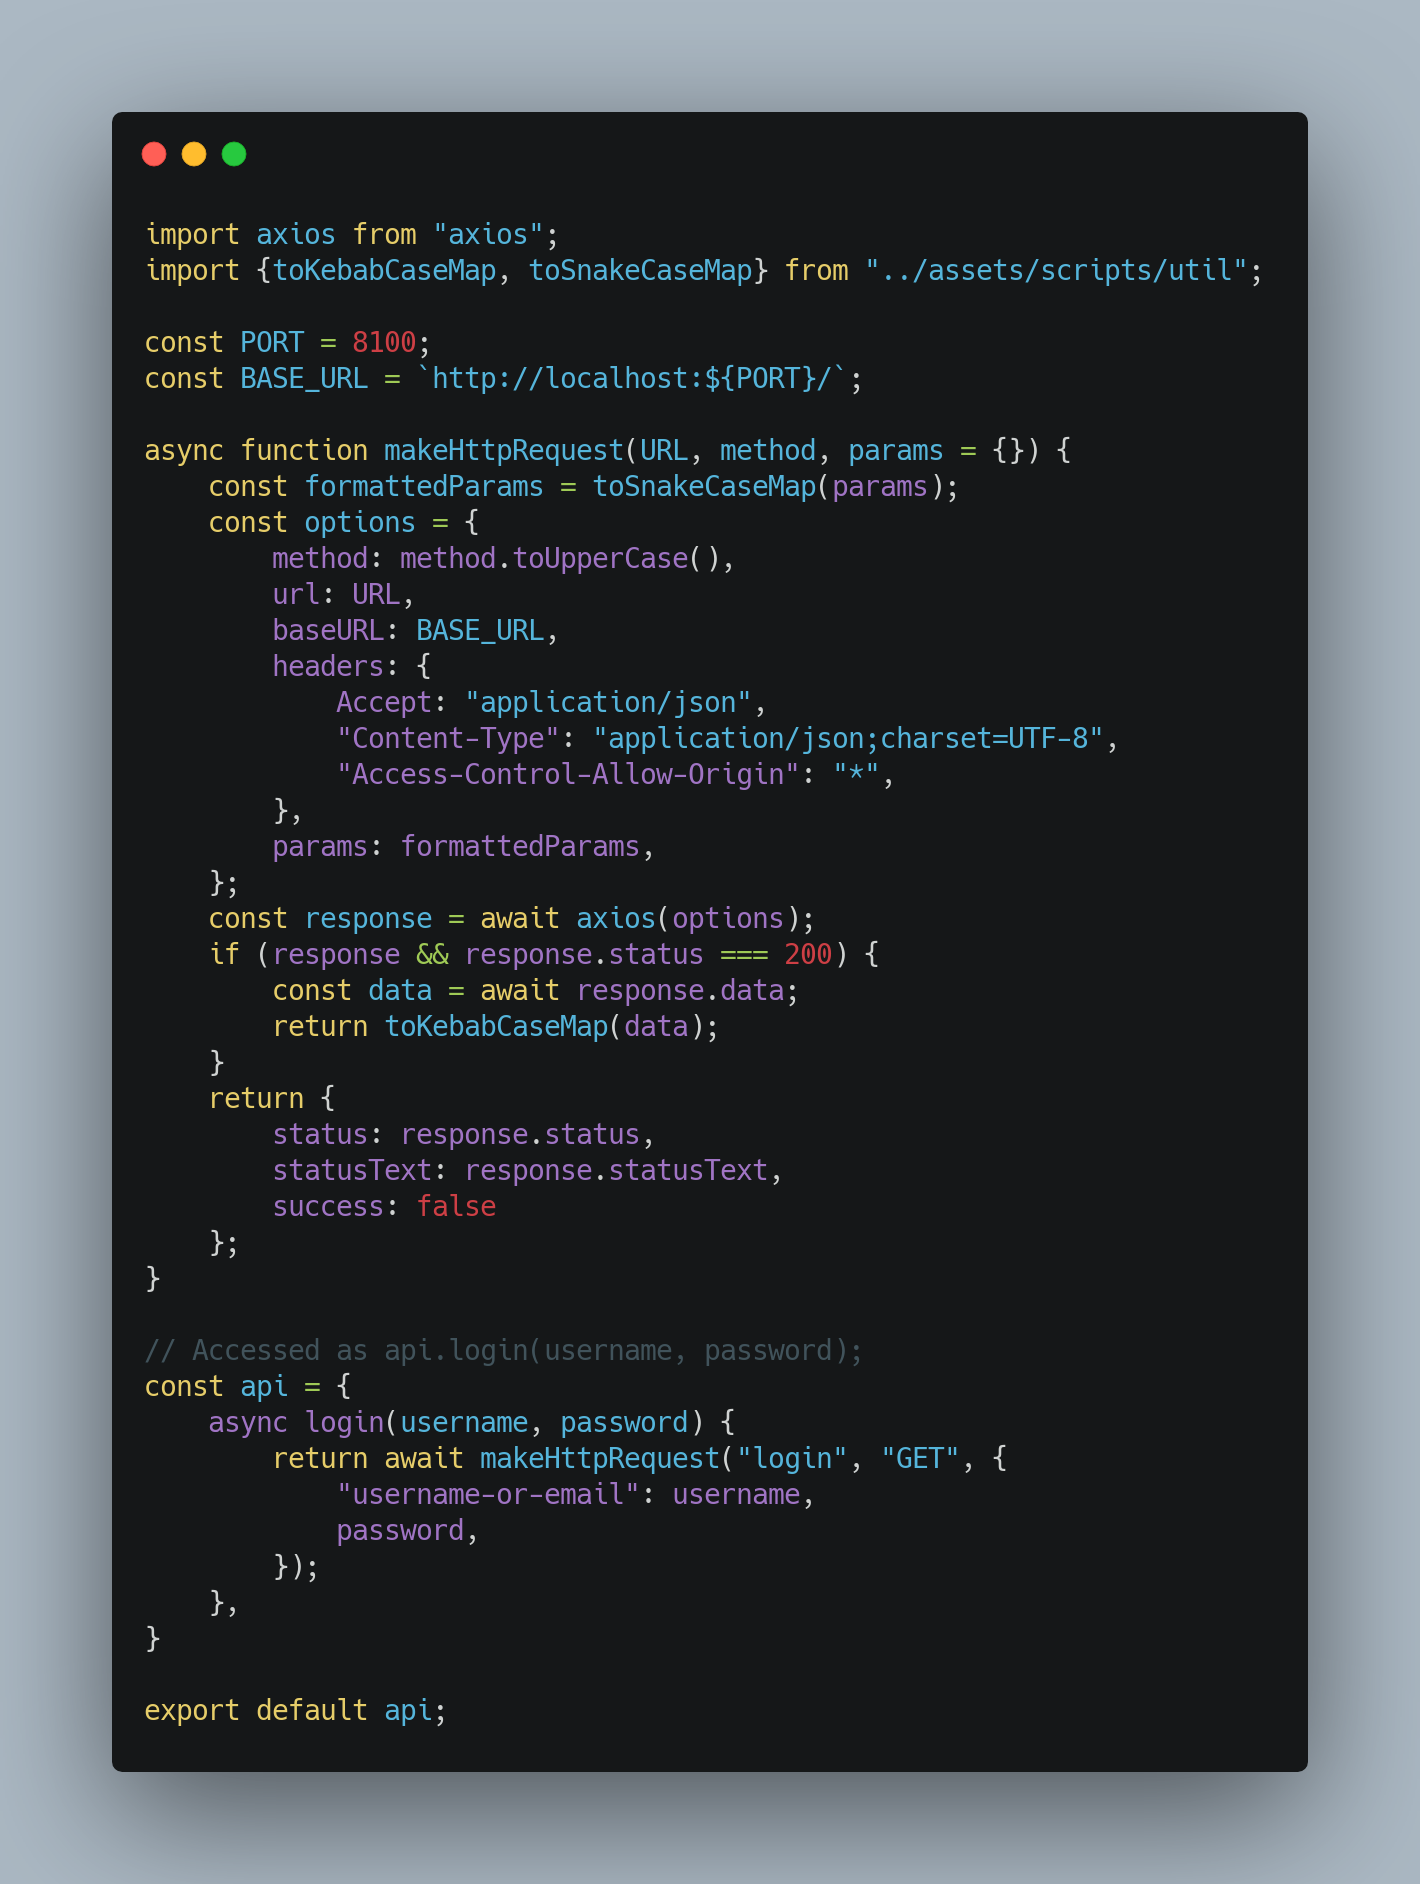 import axios from "axios";
import {toKebabCaseMap, toSnakeCaseMap} from "../assets/scripts/util";

const PORT = 8100;
const BASE_URL = `http://localhost:${PORT}/`;

async function makeHttpRequest(URL, method, params = {}) {
    const formattedParams = toSnakeCaseMap(params);
    const options = {
        method: method.toUpperCase(),
        url: URL,
        baseURL: BASE_URL,
        headers: {
            Accept: "application/json",
            "Content-Type": "application/json;charset=UTF-8",
            "Access-Control-Allow-Origin": "*",
        },
        params: formattedParams,
    };
    const response = await axios(options);
    if (response && response.status === 200) {
        const data = await response.data;
        return toKebabCaseMap(data);
    }
    return {
        status: response.status,
        statusText: response.statusText,
        success: false
    };
}

// Accessed as api.login(username, password);
const api = {
    async login(username, password) {
        return await makeHttpRequest("login", "GET", {
            "username-or-email": username,
            password,
        });
    },
}

export default api;